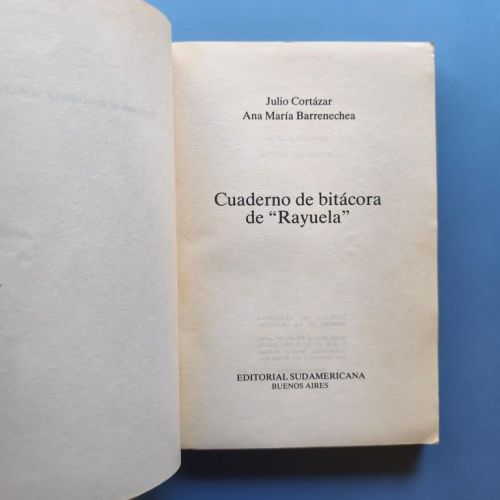 Julio Cortázar
Ana María Barrenechea
Cuaderno de bitácora
de “Rayuela”
EDITORIAL SUDAMERICANA
BUENOS AIRES